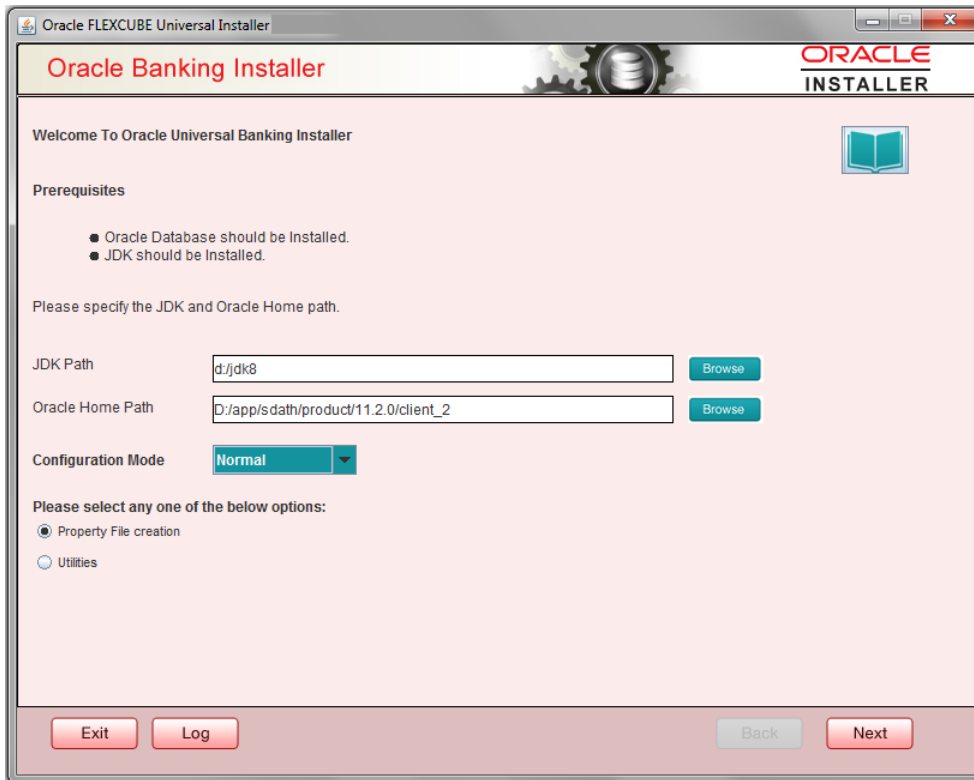 Oracle FLEXCUBE Universal Installer
Oracle Banking Installer
ORACLE
INSTALLER
Welcome To Oracle Universal Banking Installer
Prerequisites
Oracle Database should be Installed.
JDK should be Installed.
Please specify the JDK and Oracle Home path.
JDK Path d:/jdk8 Browse
Oracle Home Path D:/app/sdath/product/11.2.0/client_2 Browse
Configuration Mode Normal
Please select any one of the below options:
Property File creation
Utilities
Exit Log Back Next